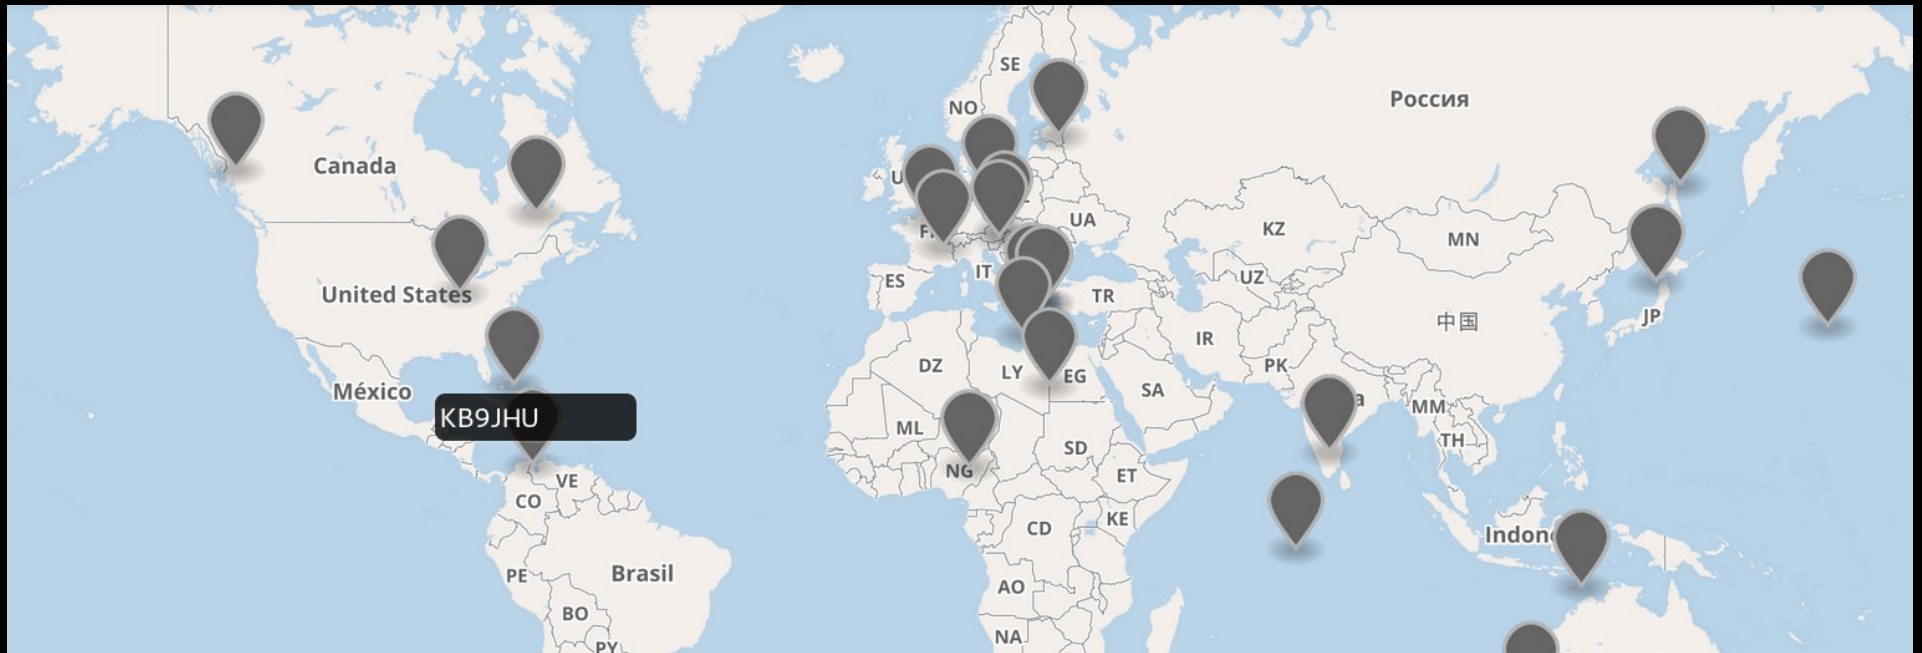 SE
NO
Россия
Canada
UA
KZ
MN
IT
ES
UZ
TR
United States
JP
中国
IR
DZ
LY
EG
PK
SA
México
MM
KB9JHU
ML
TH
SD
NG
ET
VE
CO
KE
CD
Brasil
PE
AO
BO
NA
PY